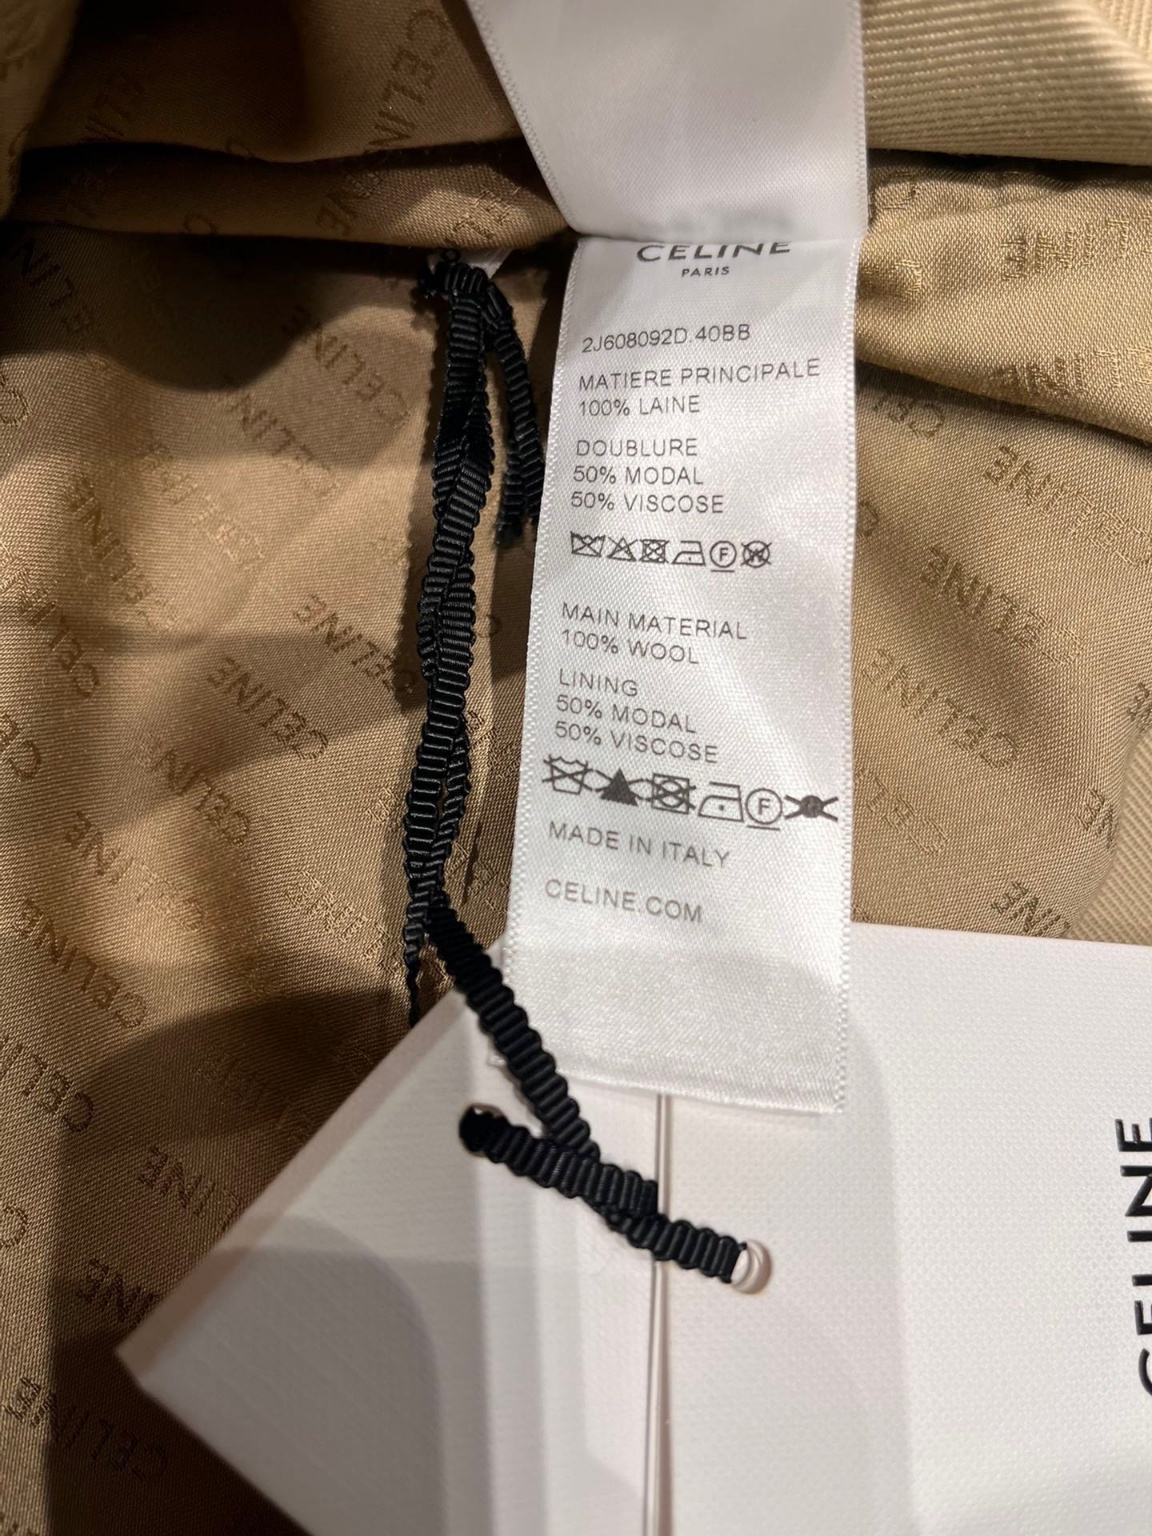 CELINE
PARIS
2J608092D.40BB
MATIERE PRINCIPALE
100% LAINE
DOUBLURE
50% MODAL
50% VISCOSE
F W
MAIN MATERIAL
100% WOOL
LINING
50% MODAL
50% VISCOSE
F
MADE IN ITALY
CELINE.COM
CELINE